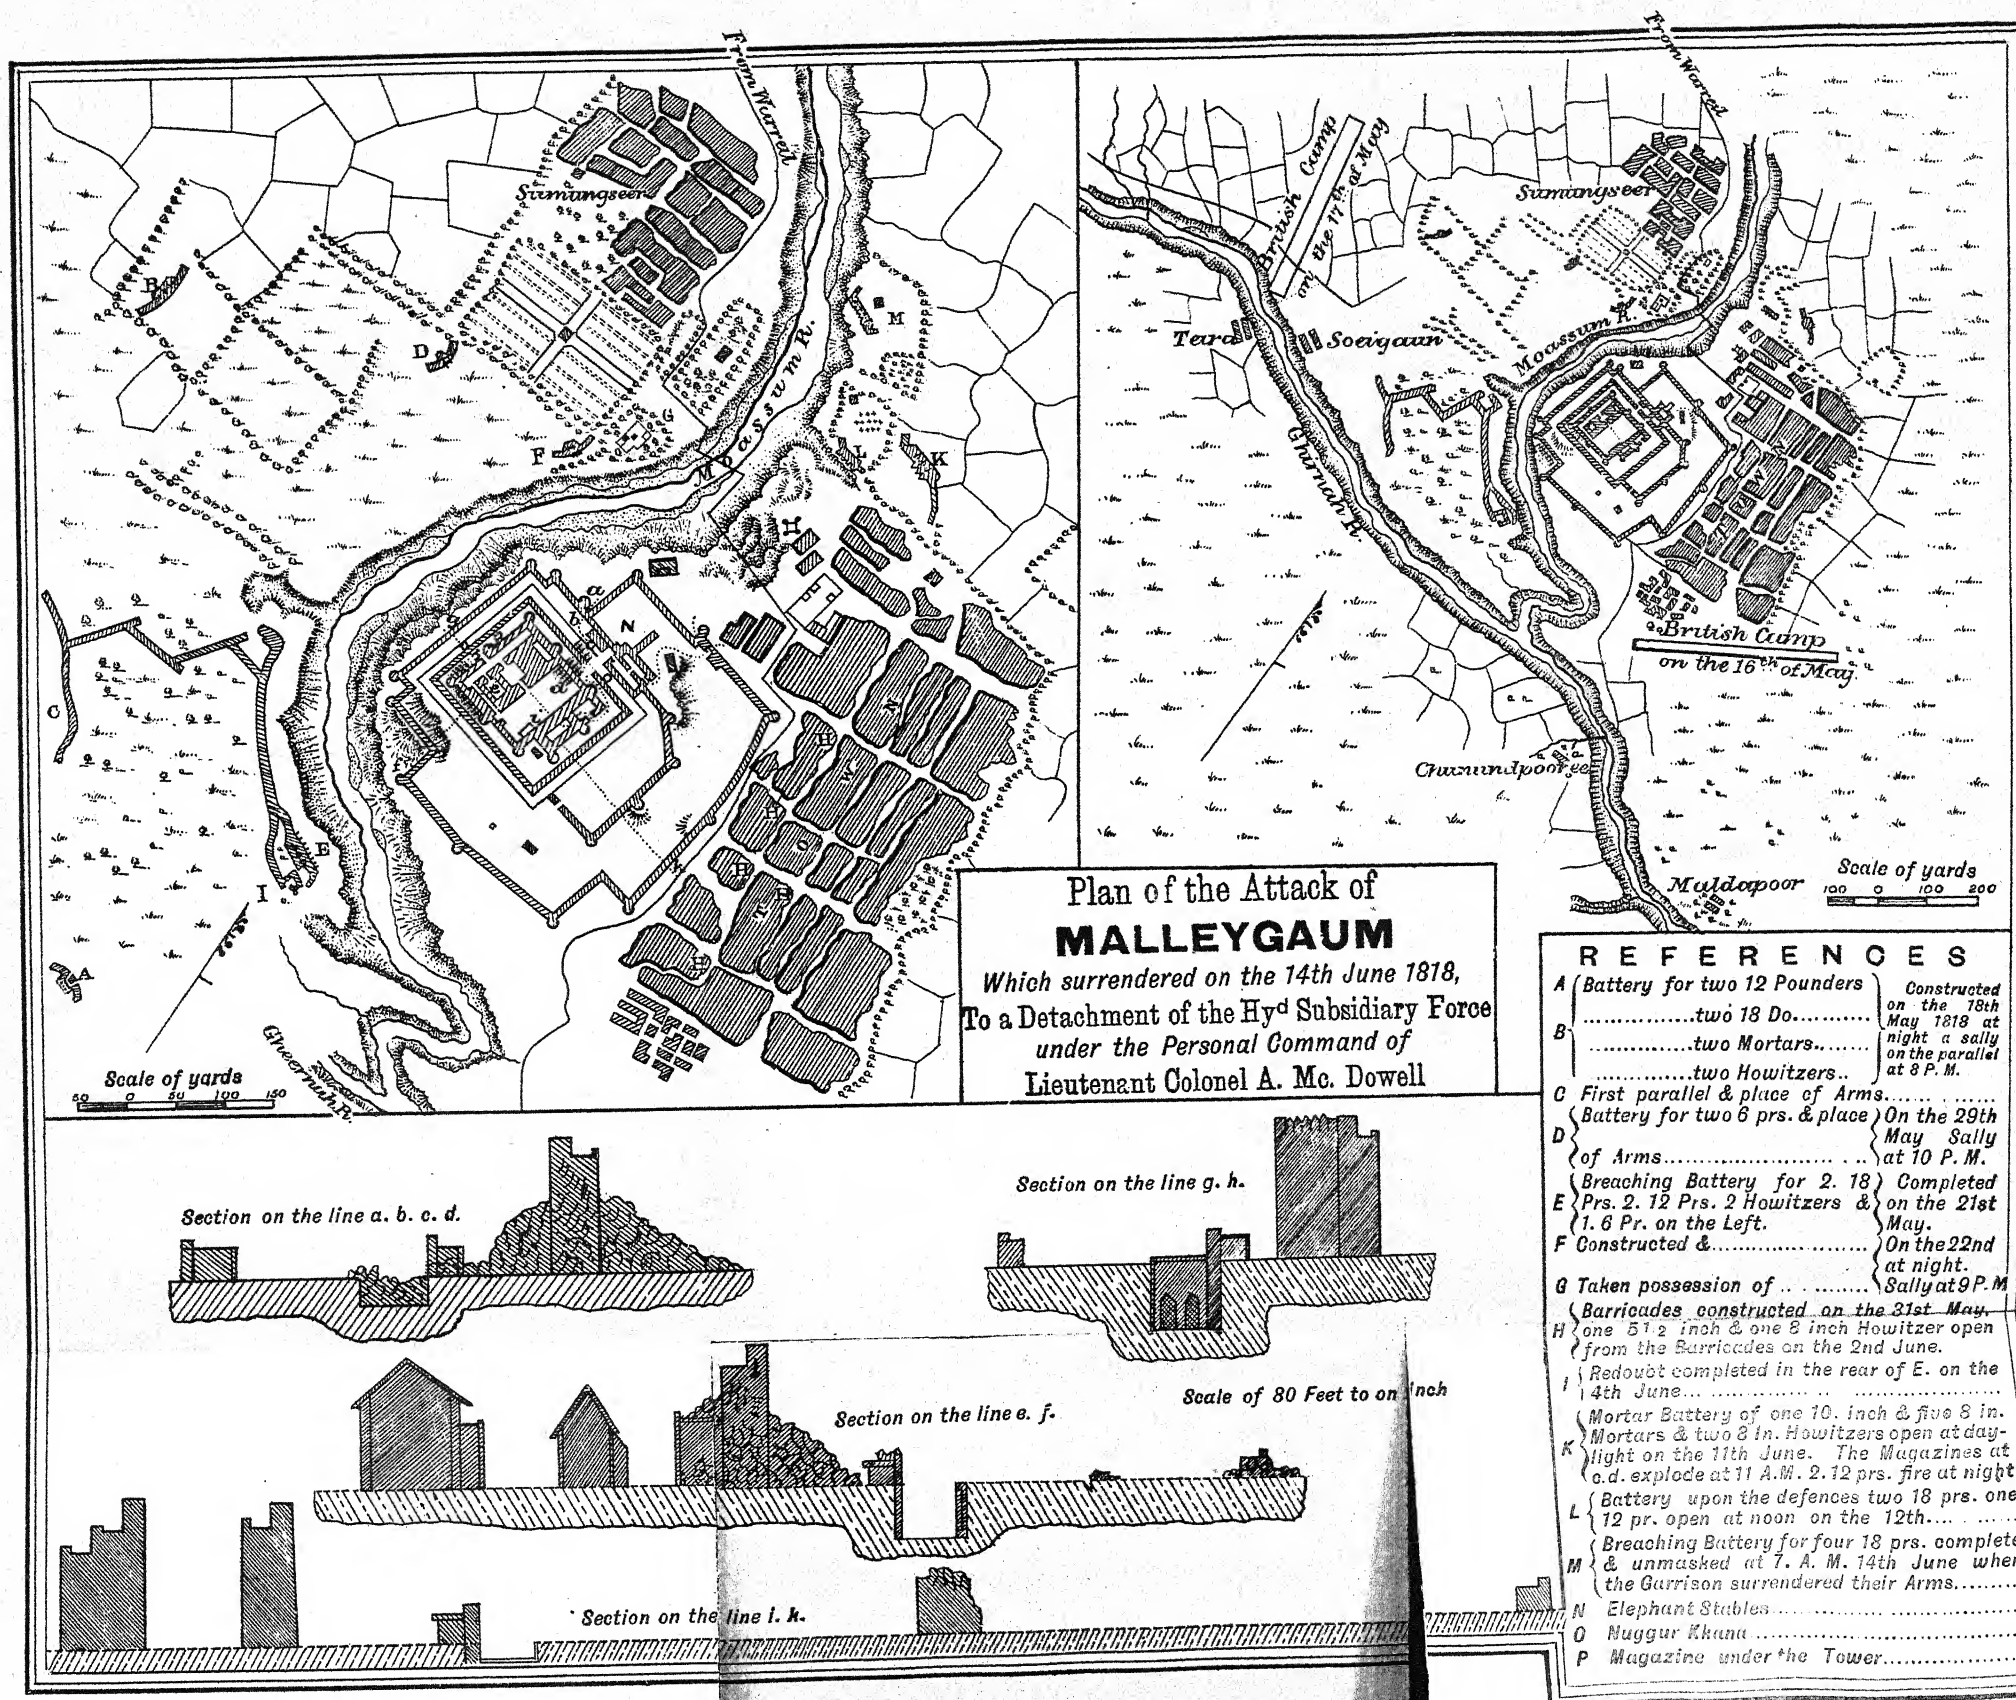 From Warred
Sumangseer
B
D
M
G
F
Moassum R.
L
K
H
a
b
N
C
E
I
A
N
H
W
H
O
H
E
T
H
Gheernuh R.
Scale of yards
50 0 50 100 150
From Warred
British Camp
on the 17th of May
Sumangseer
Teara
Soeigaun
Moassum R.
Ghirnah R.
W
British Camp
on the 16th of May.
Chumundpooree
Muldapoor
Scale of yards
100 0 100 200
Plan of the Attack of
MALLEYGAUM
Which surrendered on the 14th June 1818,
To a Detachment of the Hyd Subsidiary Force
under the Personal Command of
Lieutenant Colonel A. Mc. Dowell
REFERENCES
A Battery for two 12 Pounders Constructed
...............two 18 Do........... on the 18th
B ...............two Mortars........ May 1818 at
night a sally
..............two Howitzers.. on the parallel
at 8 P. M.
C First parallel & place of Arms..............
D Battery for two 6 prs. & place On the 29th
May Sally
of Arms......................... at 10 P. M.
Breaching Battery for 2. 18 Completed
E Prs. 2. 12 Prs. 2 Howitzers & on the 21st
1. 6 Pr. on the Left. May.
F Constructed &...................... On the 22nd
at night.
G Taken possession of ............ Sally at 9 P. M
Barricades constructed on the 31st May.
H one 5 1/2 inch & one 8 inch Howitzer open
from the Barricades on the 2nd June.
I Redoubt completed in the rear of E. on the
4th June...
Mortar Battery of one 10. inch & five 8 in.
Mortars & two 8 in. Howitzers open at day-
K light on the 11th June. The Magazines at
c.d. explode at 11 A.M. 2. 12 prs. fire at night
L Battery upon the defences two 18 prs. one
12 pr. open at noon on the 12th....
Breaching Battery for four 18 prs. complete
M & unmasked at 7. A. M. 14th June when
the Garrison surrendered their Arms.........
N Elephant Stables
O Nuggur Khana
P Magazine under the Tower
Section on the line a. b. c. d.
Section on the line g. h.
Section on the line e. f.
Scale of 80 Feet to on inch
Section on the line i. k.